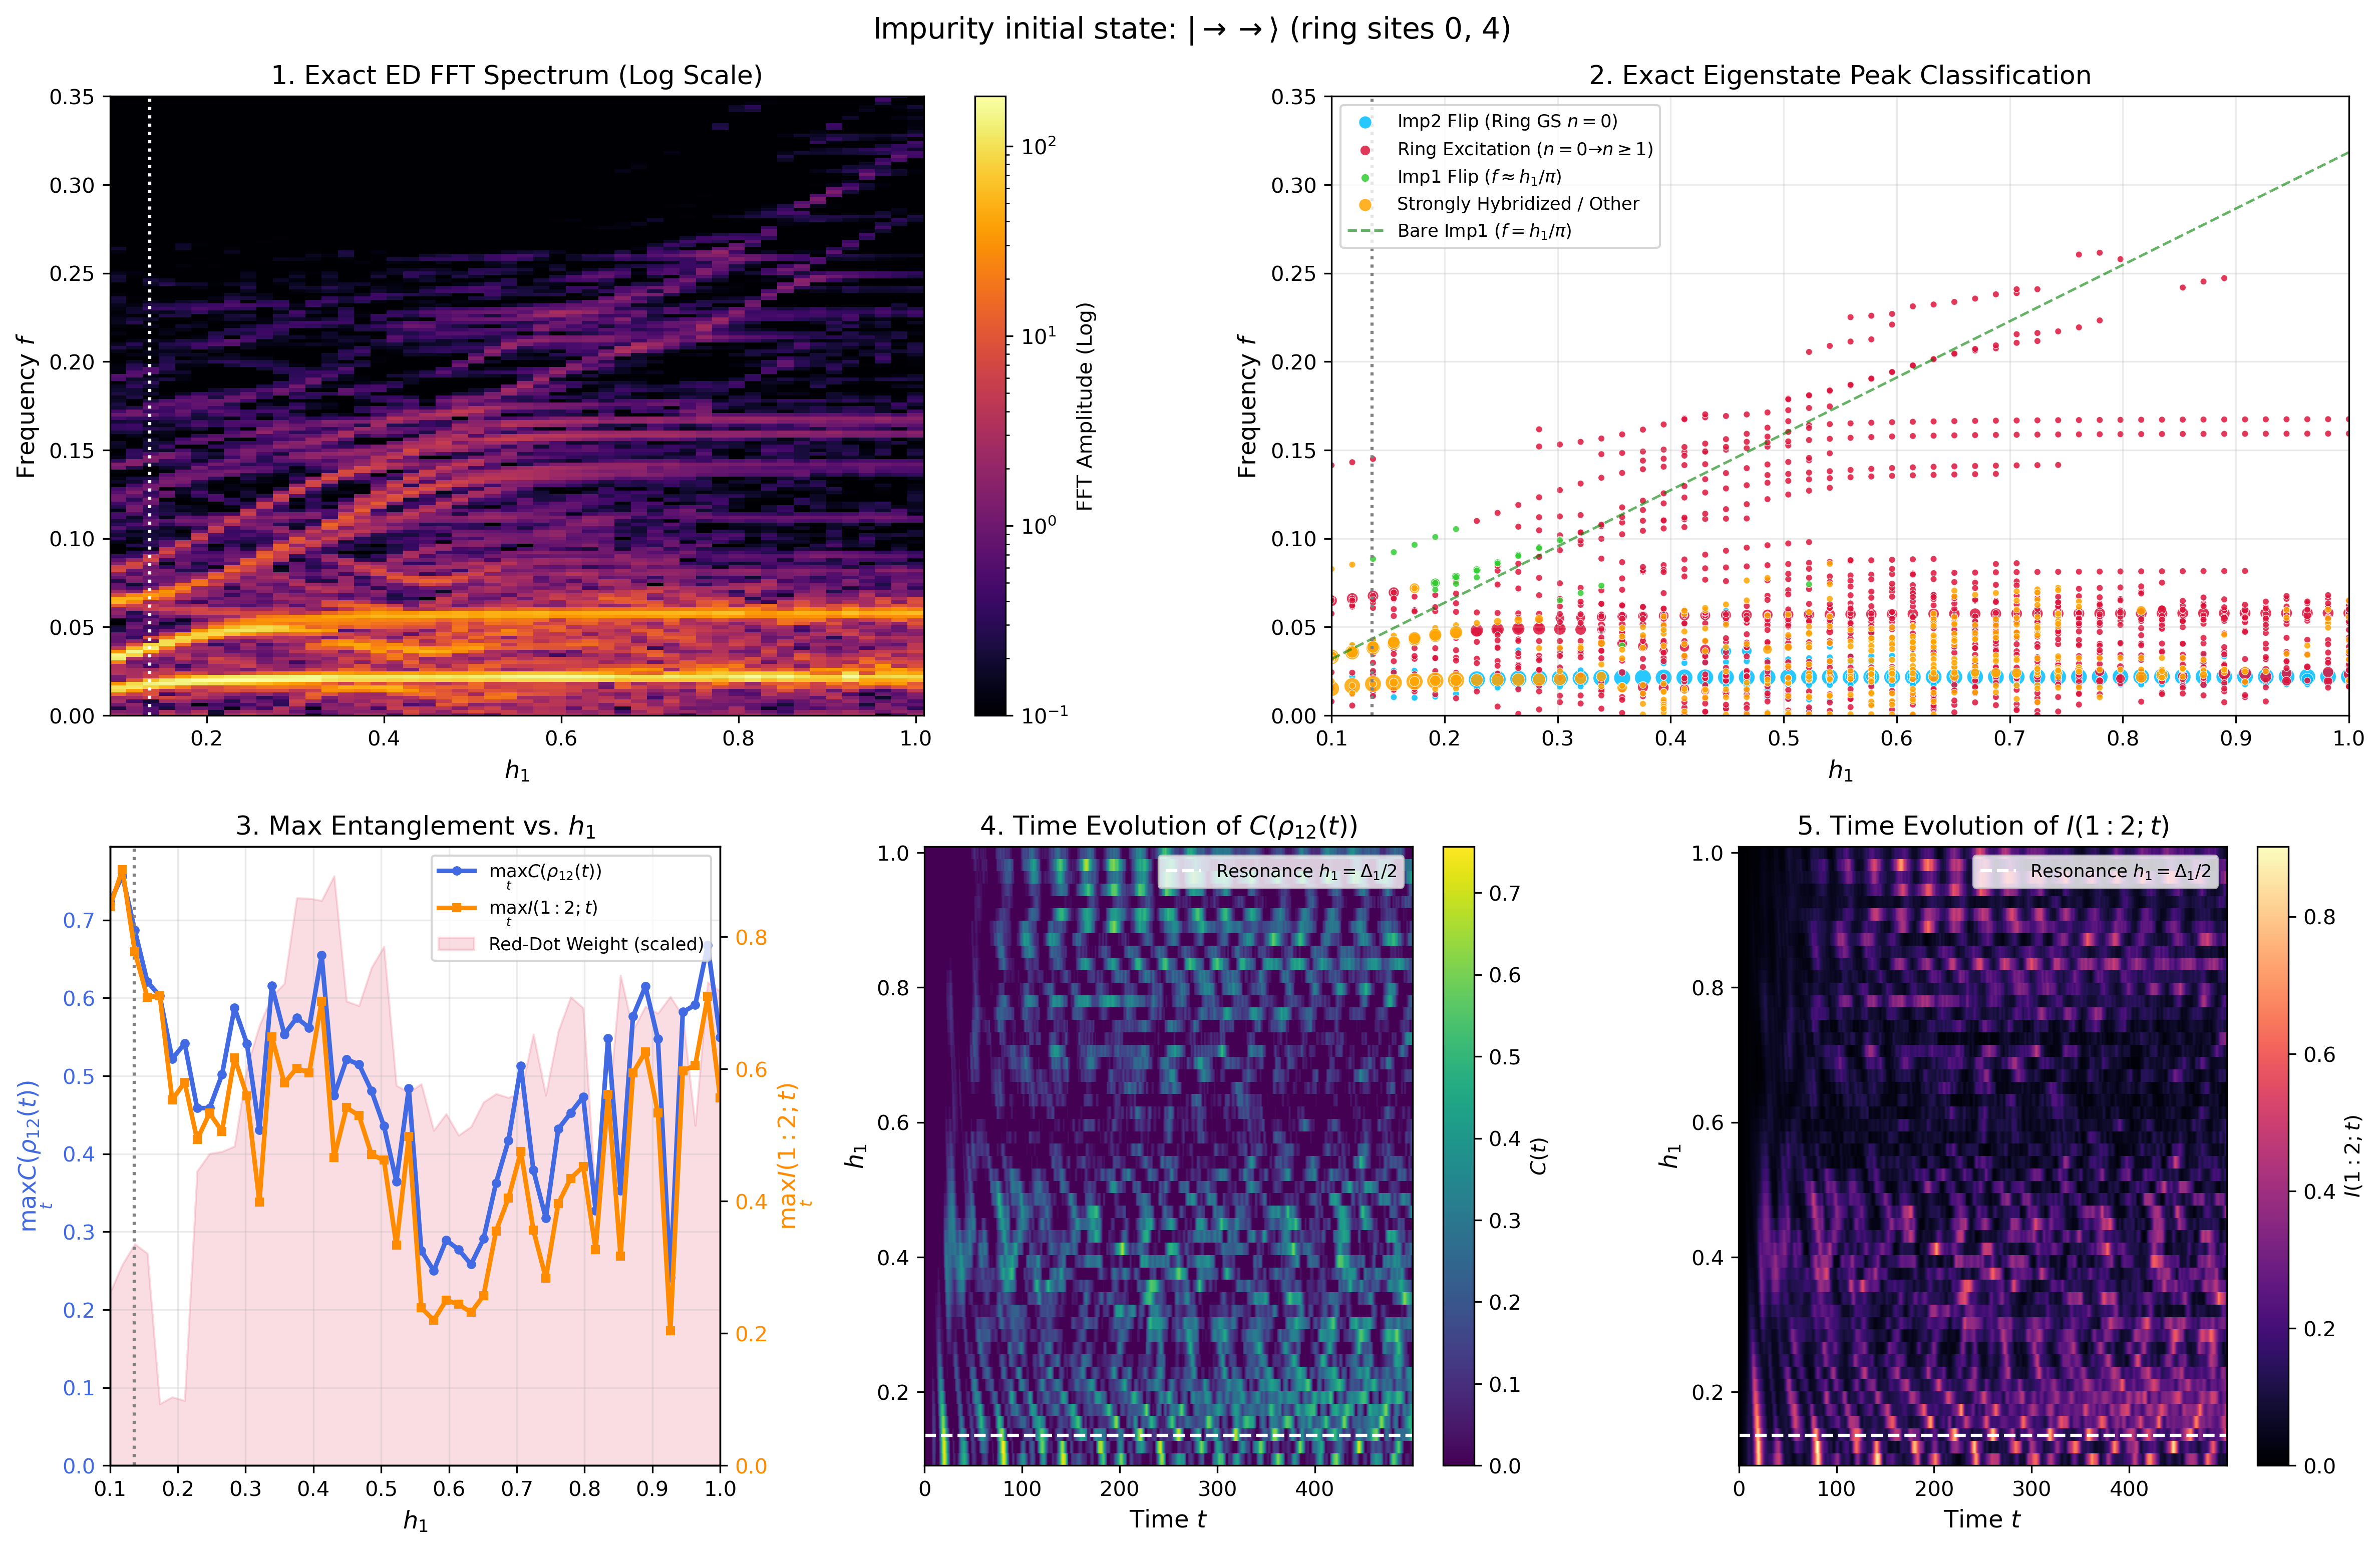 Impurity initial state: |→→⟩ (ring sites 0, 4)
1. Exact ED FFT Spectrum (Log Scale)
0.35
0.30
0.25
0.20
0.15
0.10
0.05
0.00
Frequency f
0.2
0.4
0.6
0.8
1.0
h₁
10²
10¹
10⁰
10⁻¹
FFT Amplitude (Log)
2. Exact Eigenstate Peak Classification
Imp2 Flip (Ring GS n = 0)
Ring Excitation (n = 0→n ≥ 1)
Imp1 Flip (f ≈ h₁/π)
Strongly Hybridized / Other
Bare Imp1 (f = h₁/π)
0.35
0.30
0.25
0.20
0.15
0.10
0.05
0.00
Frequency f
0.1
0.2
0.3
0.4
0.5
0.6
0.7
0.8
0.9
1.0
h₁
3. Max Entanglement vs. h₁
max C(ρ₁₂(t))
t
max I(1 : 2; t)
t
Red-Dot Weight (scaled)
0.7
0.6
0.5
0.4
0.3
0.2
0.1
0.0
max C(ρ₁₂(t))
t
0.8
0.6
0.4
0.2
0.0
max I(1 : 2; t)
t
0.1
0.2
0.3
0.4
0.5
0.6
0.7
0.8
0.9
1.0
h₁
4. Time Evolution of C(ρ₁₂(t))
Resonance h₁ = Δ₁/2
1.0
0.8
0.6
0.4
0.2
h₁
0
100
200
300
400
Time t
0.7
0.6
0.5
0.4
0.3
0.2
0.1
0.0
C(t)
5. Time Evolution of I(1 : 2; t)
Resonance h₁ = Δ₁/2
1.0
0.8
0.6
0.4
0.2
h₁
0
100
200
300
400
Time t
0.8
0.6
0.4
0.2
0.0
I(1 : 2; t)